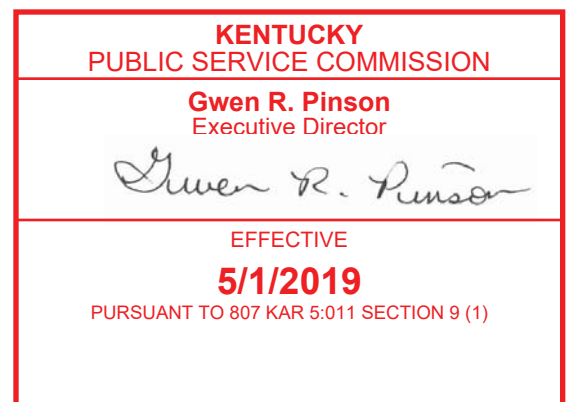 KENTUCKY
PUBLIC SERVICE COMMISSION
Gwen R. Pinson
Executive Director
Gwen R. Pinson
EFFECTIVE
5/1/2019
PURSUANT TO 807 KAR 5:011 SECTION 9 (1)